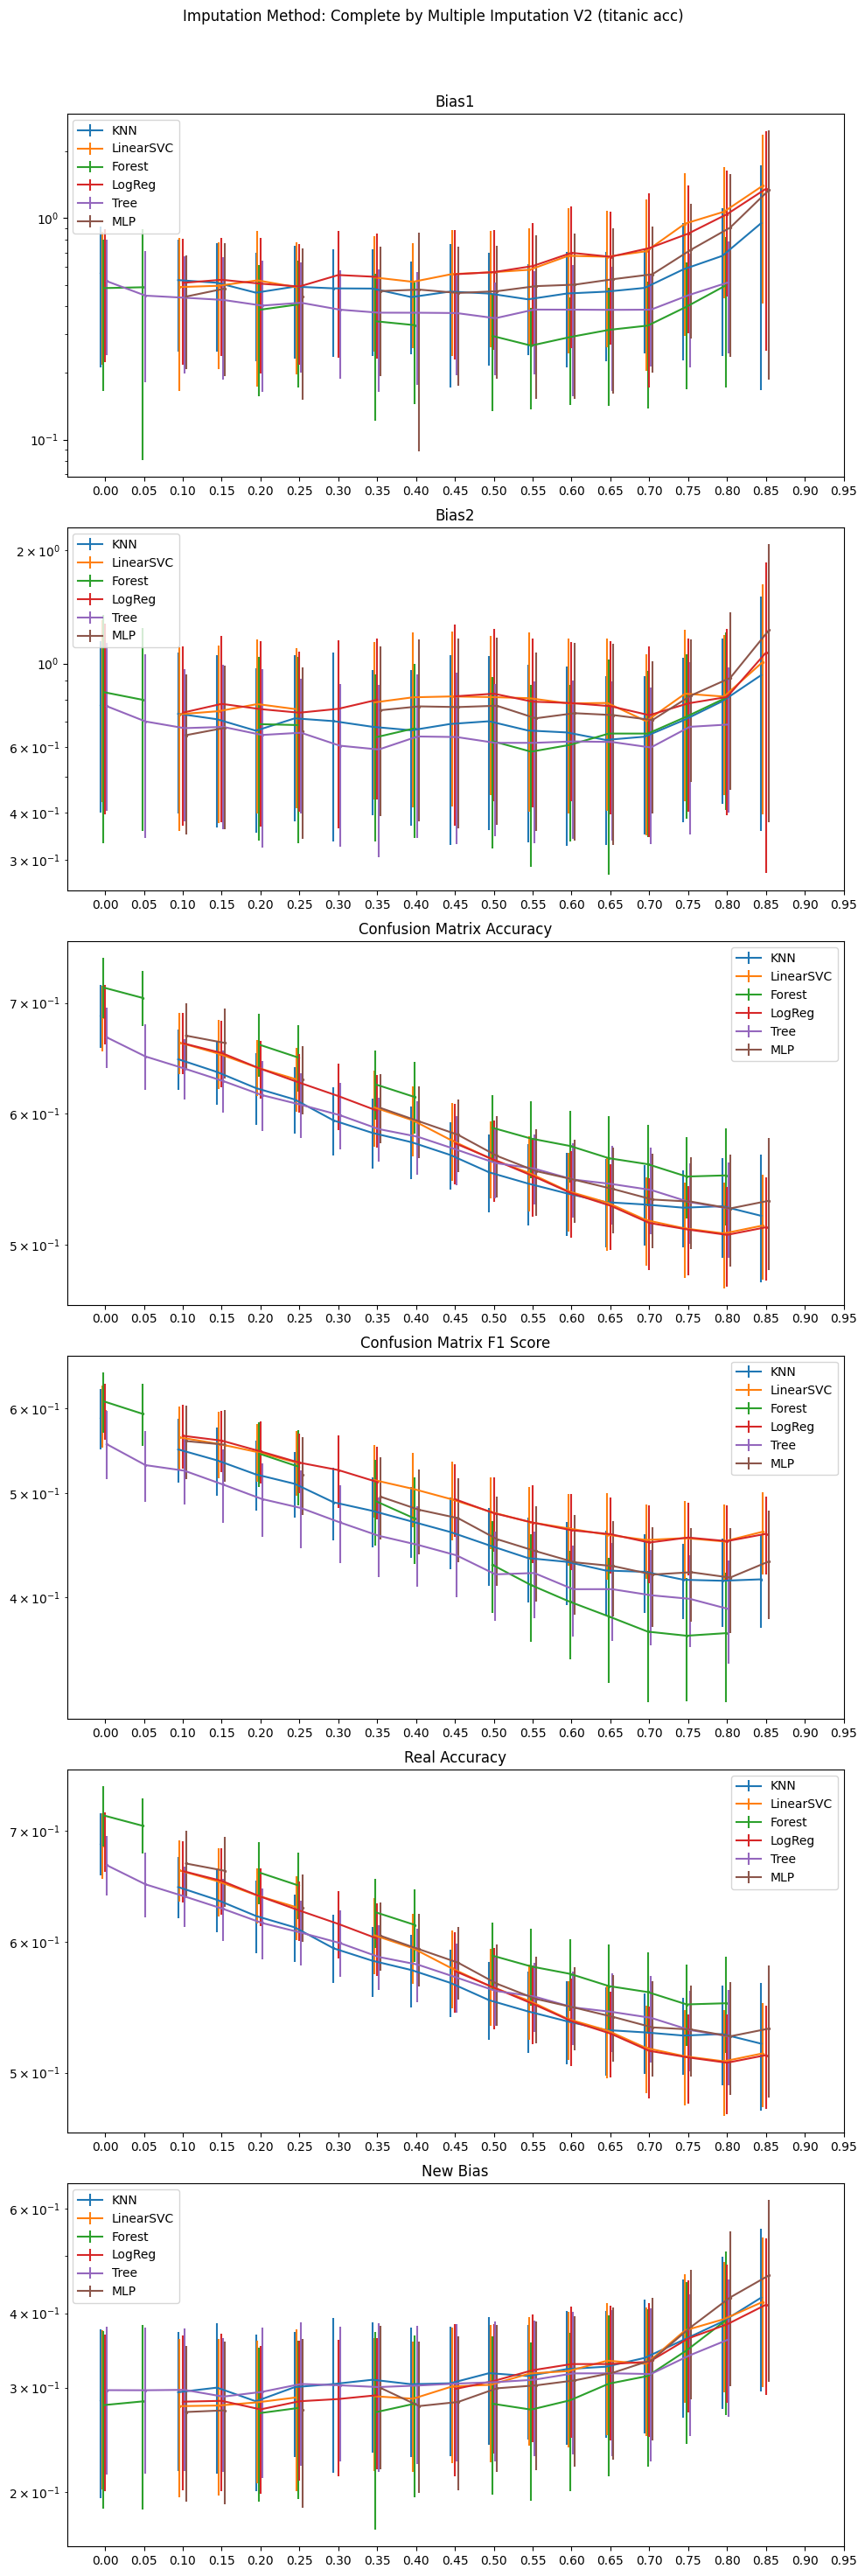 Imputation Method: Complete by Multiple Imputation V2 (titanic acc)
Bias1
10⁰
10⁻¹
KNN
LinearSVC
Forest
LogReg
Tree
MLP
0.00 0.05 0.10 0.15 0.20 0.25 0.30 0.35 0.40 0.45 0.50 0.55 0.60 0.65 0.70 0.75 0.80 0.85 0.90 0.95
Bias2
2 × 10⁰
10⁰
6 × 10⁻¹
4 × 10⁻¹
3 × 10⁻¹
KNN
LinearSVC
Forest
LogReg
Tree
MLP
0.00 0.05 0.10 0.15 0.20 0.25 0.30 0.35 0.40 0.45 0.50 0.55 0.60 0.65 0.70 0.75 0.80 0.85 0.90 0.95
Confusion Matrix Accuracy
7 × 10⁻¹
6 × 10⁻¹
5 × 10⁻¹
KNN
LinearSVC
Forest
LogReg
Tree
MLP
0.00 0.05 0.10 0.15 0.20 0.25 0.30 0.35 0.40 0.45 0.50 0.55 0.60 0.65 0.70 0.75 0.80 0.85 0.90 0.95
Confusion Matrix F1 Score
6 × 10⁻¹
5 × 10⁻¹
4 × 10⁻¹
KNN
LinearSVC
Forest
LogReg
Tree
MLP
0.00 0.05 0.10 0.15 0.20 0.25 0.30 0.35 0.40 0.45 0.50 0.55 0.60 0.65 0.70 0.75 0.80 0.85 0.90 0.95
Real Accuracy
7 × 10⁻¹
6 × 10⁻¹
5 × 10⁻¹
KNN
LinearSVC
Forest
LogReg
Tree
MLP
0.00 0.05 0.10 0.15 0.20 0.25 0.30 0.35 0.40 0.45 0.50 0.55 0.60 0.65 0.70 0.75 0.80 0.85 0.90 0.95
New Bias
6 × 10⁻¹
4 × 10⁻¹
3 × 10⁻¹
2 × 10⁻¹
KNN
LinearSVC
Forest
LogReg
Tree
MLP
0.00 0.05 0.10 0.15 0.20 0.25 0.30 0.35 0.40 0.45 0.50 0.55 0.60 0.65 0.70 0.75 0.80 0.85 0.90 0.95